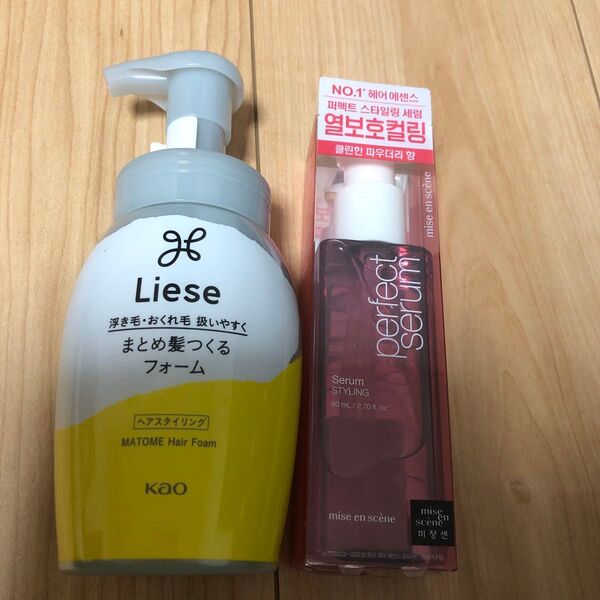 Liese
浮き毛・おくれ毛 扱いやすく
まとめ髪つくる
フォーム
ヘアスタイリング
MATOME Hair Foam
Kao
NO.1* 헤어 에센스
퍼펙트 스타일링 세럼
열보호컬링
클린한 파우더리 향
mise en scène
perfect
serum
Serum
STYLING
80 mL / 2.70 fl. oz.
mise en scène
mise
en
scène
미쟝센